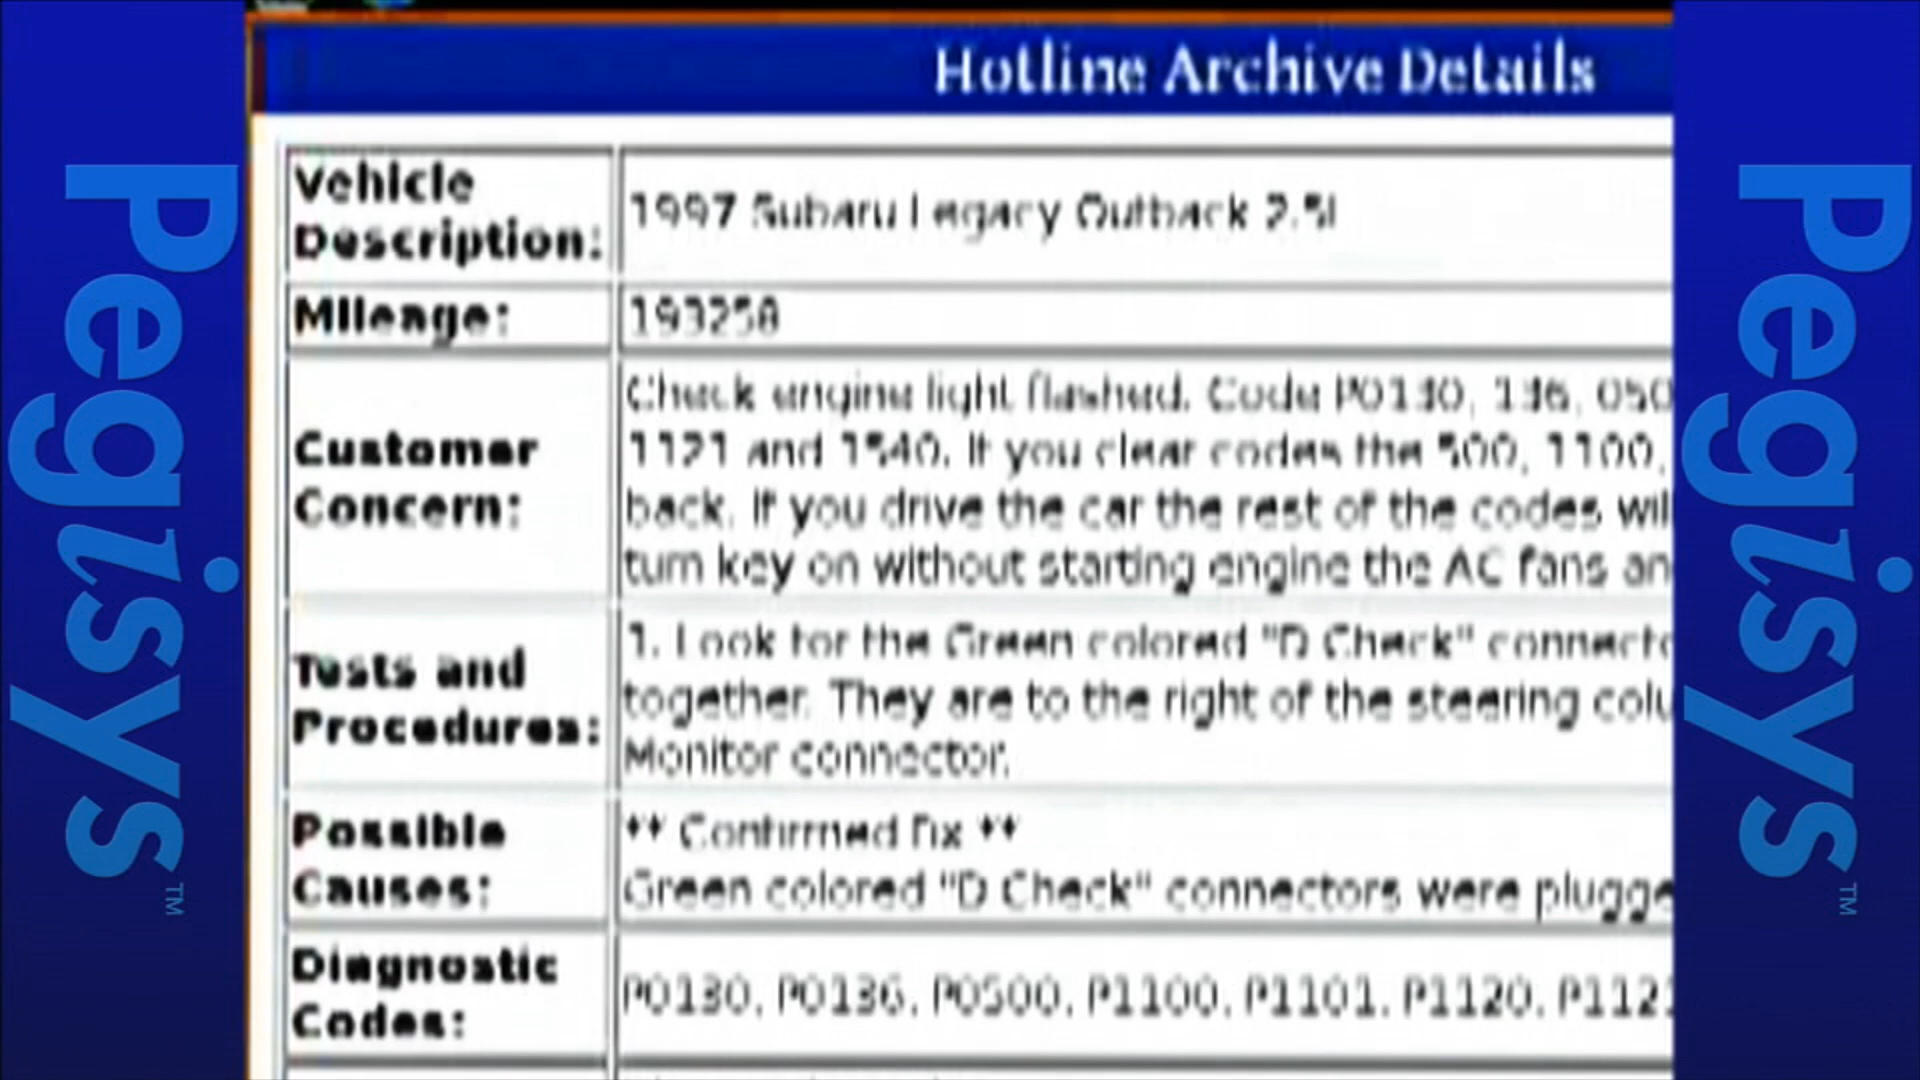 Hotline Archive Details
Vehicle Description:
1997 Subaru Legacy Outback 2.5l
Mileage:
193258
Customer Concern:
Check engine light flashed. Code P0130, 136, 050
1121 and 1540. If you clear codes the 500, 1100,
back. If you drive the car the rest of the codes wil
turn key on without starting engine the AC fans an
Tests and Procedures:
1. Look for the Green colored "D Check" connecto
together. They are to the right of the steering colu
Monitor connector.
Possible Causes:
** Confirmed Fix **
Green colored "D Check" connectors were plugge
Diagnostic Codes:
P0130, P0136, P0500, P1100, P1101, P1120, P1121
Pegisys™
Pegisys™